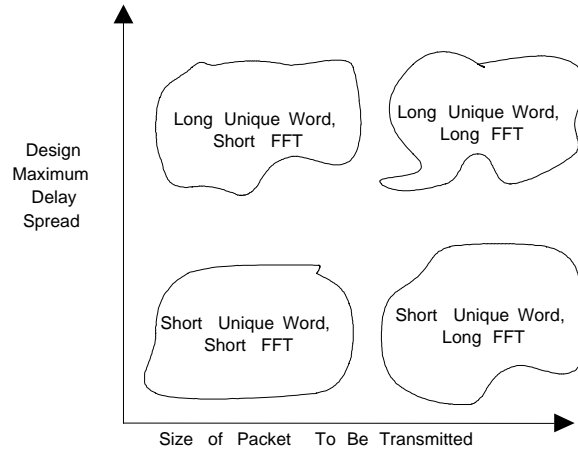 Long Unique Word,
Short FFT
Long Unique Word,
Long FFT
Design
Maximum
Delay
Spread
Short Unique Word,
Short FFT
Short Unique Word,
Long FFT
Size of Packet To Be Transmitted